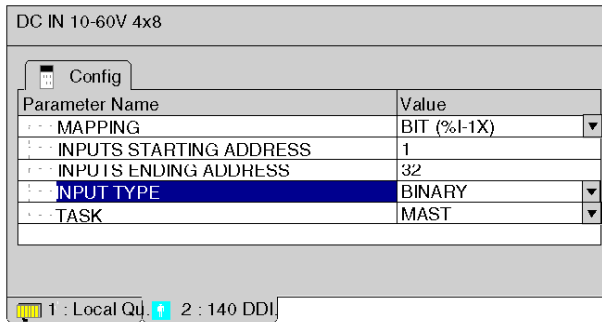 DC IN 10-60V 4x8
Config
Parameter Name Value
MAPPING BIT (%I-1X)
INPUTS STARTING ADDRESS 1
INPUTS ENDING ADDRESS 32
INPUT TYPE BINARY
TASK MAST
1 : Local Qu. 2 : 140 DDI.